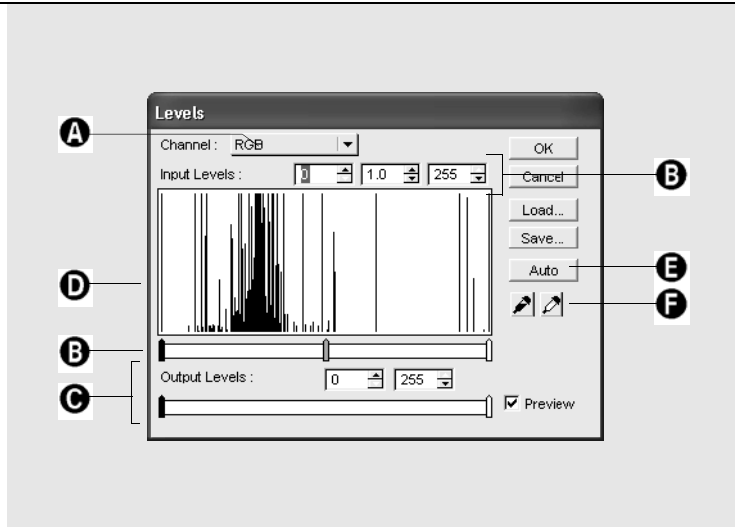 Levels
A
Channel : RGB
OK
Input Levels : 0 1.0 255
Cancel
B
Load...
Save...
Auto
E
D
F
B
Output Levels : 0 255
C
Preview